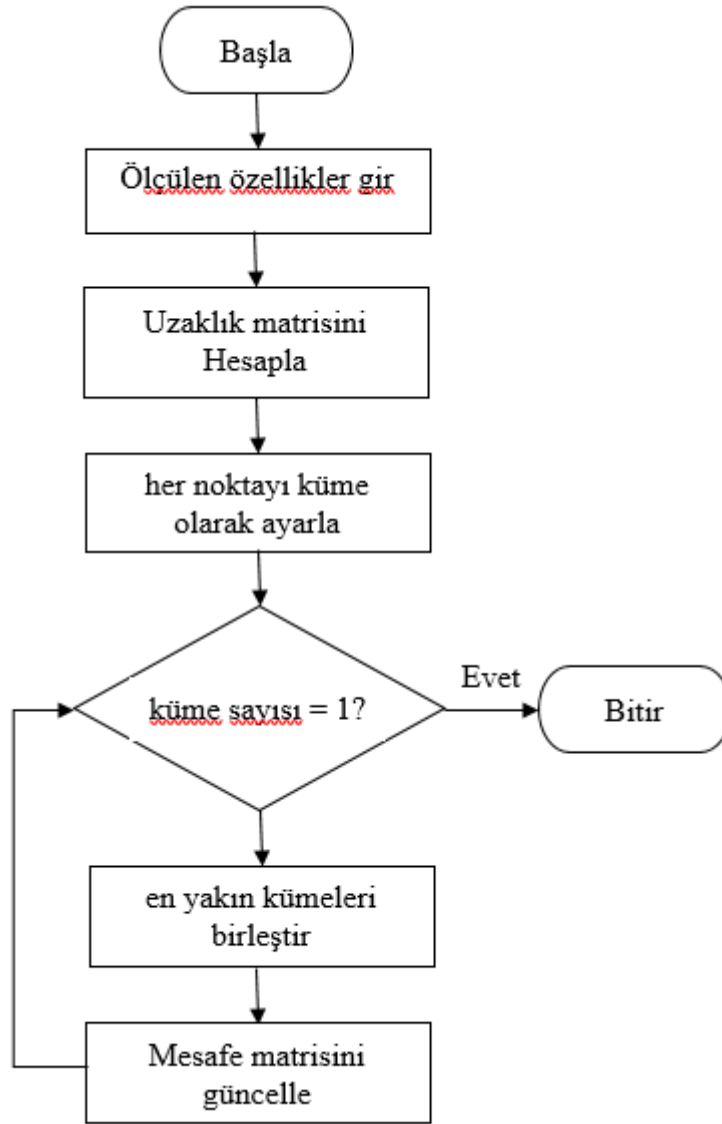 Başla
Ölçülen özellikler gir
Uzaklık matrisini
Hesapla
her noktayı küme
olarak ayarla
küme sayısı = 1?
Evet
Bitir
en yakın kümeleri
birleştir
Mesafe matrisini
güncelle